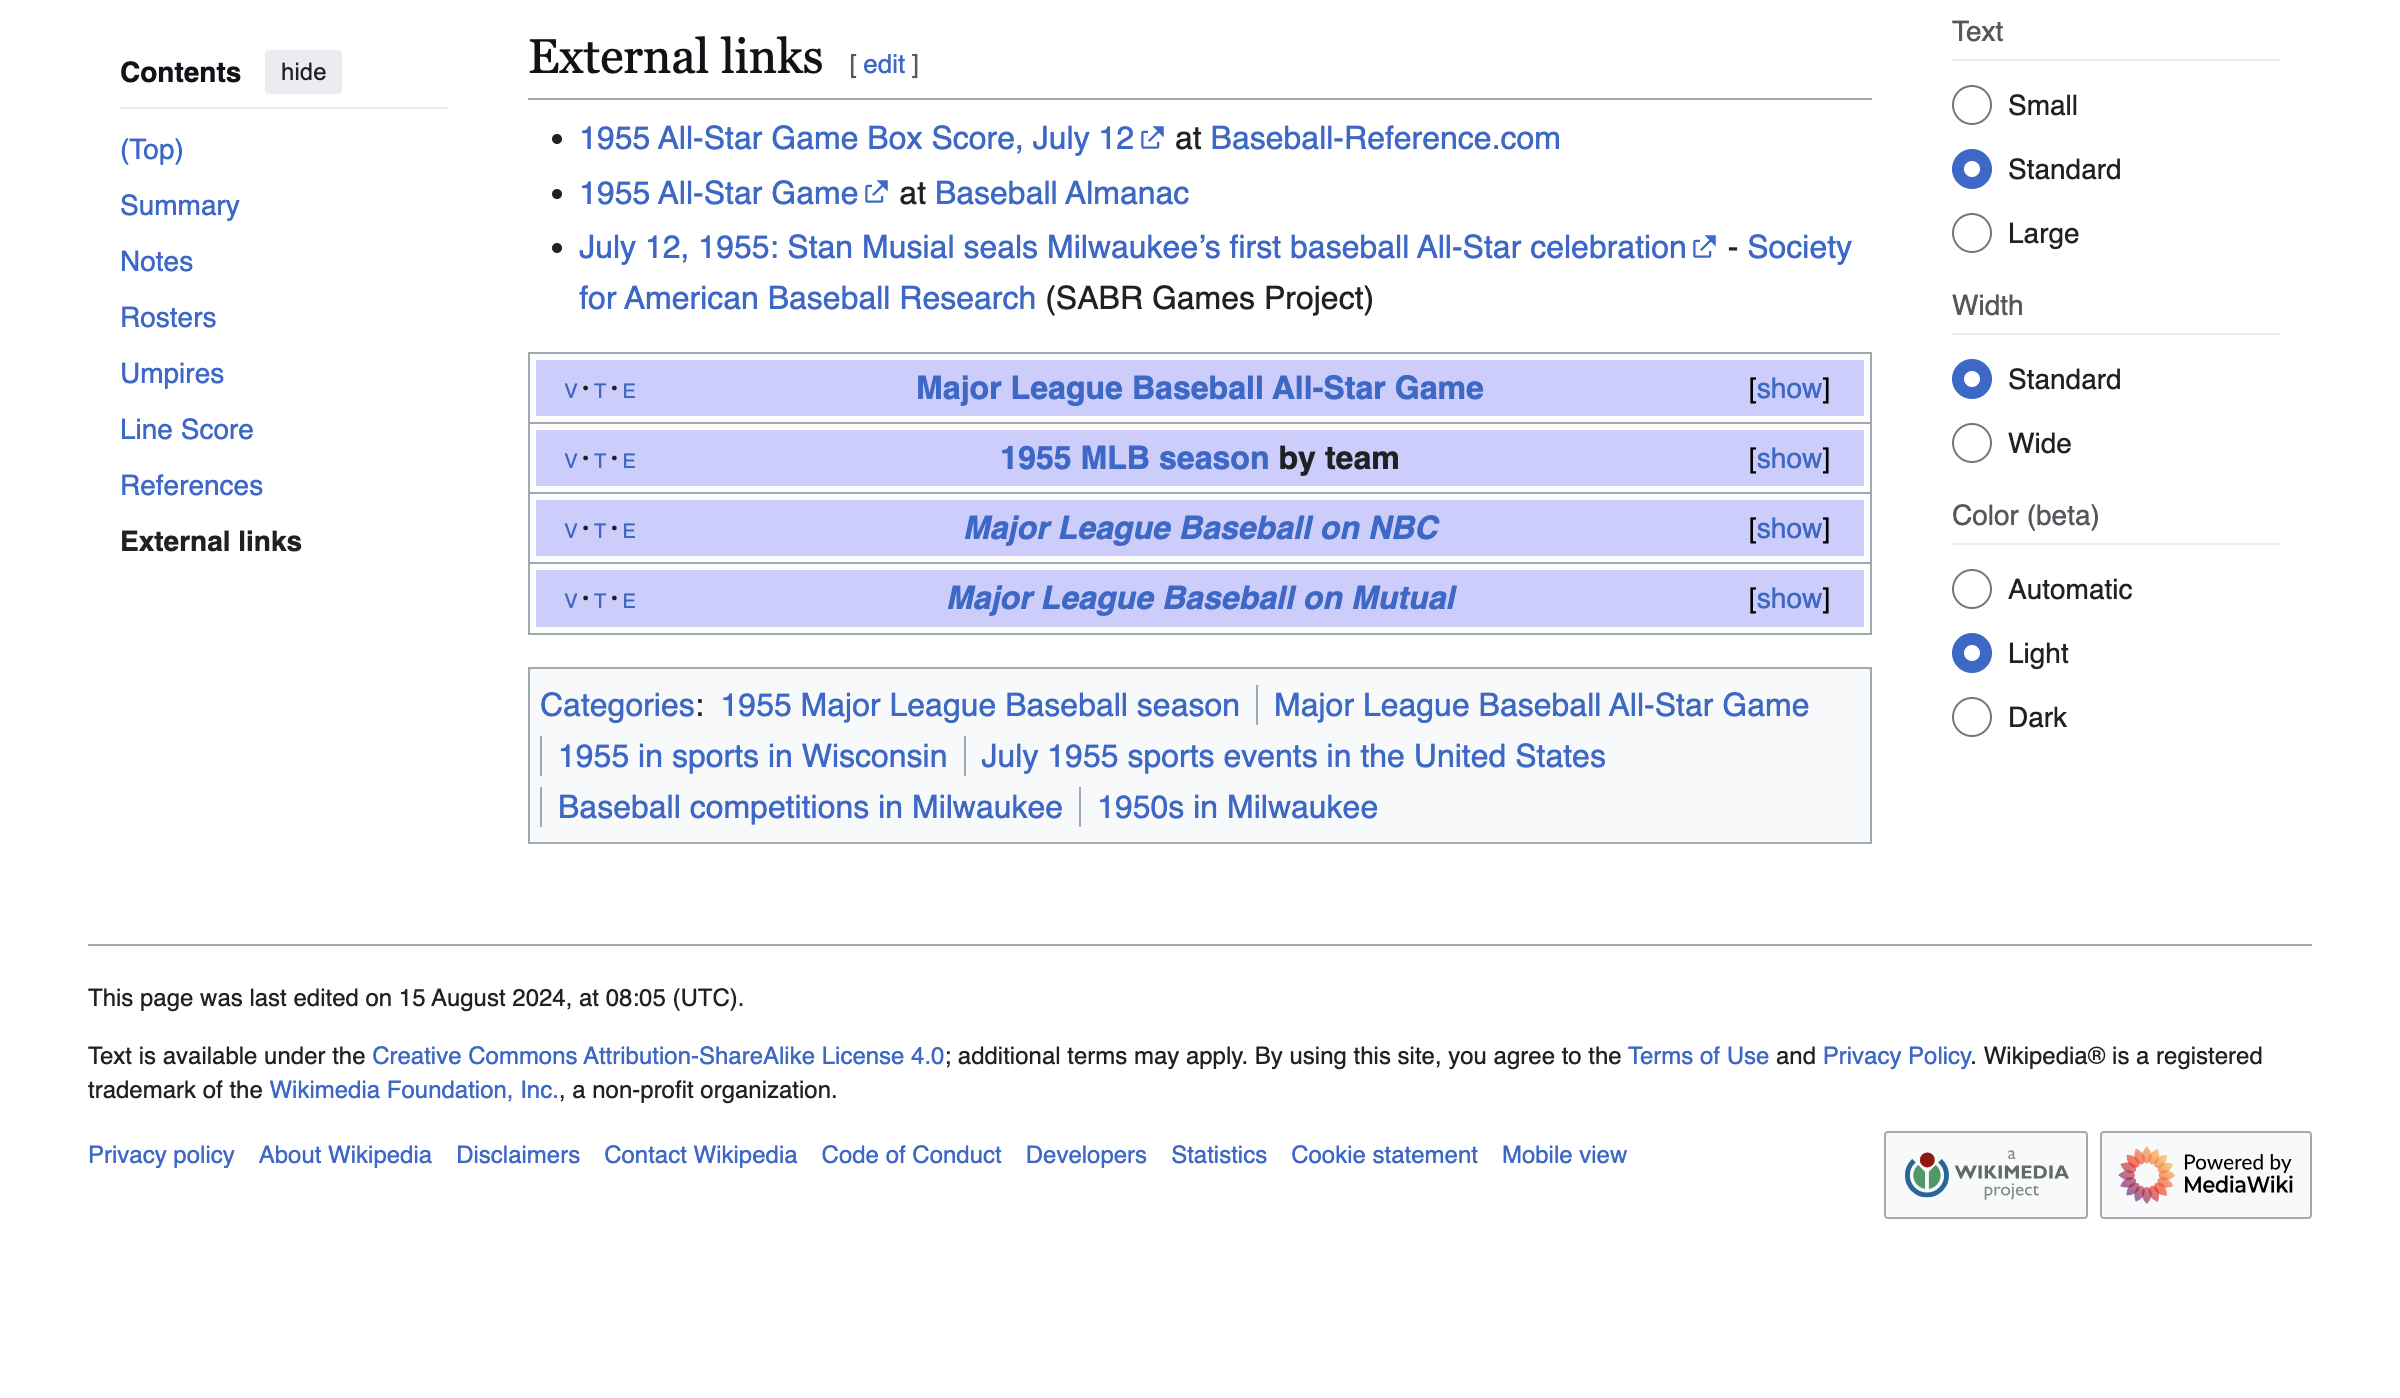 Contents hide
(Top)
Summary
Notes
Rosters
Umpires
Line Score
References
External links
External links [ edit ]
• 1955 All-Star Game Box Score, July 12 at Baseball-Reference.com
• 1955 All-Star Game at Baseball Almanac
• July 12, 1955: Stan Musial seals Milwaukee’s first baseball All-Star celebration - Society
for American Baseball Research (SABR Games Project)
V · T · E Major League Baseball All-Star Game [show]
V · T · E 1955 MLB season by team [show]
V · T · E Major League Baseball on NBC [show]
V · T · E Major League Baseball on Mutual [show]
Categories: 1955 Major League Baseball season | Major League Baseball All-Star Game
| 1955 in sports in Wisconsin | July 1955 sports events in the United States
| Baseball competitions in Milwaukee | 1950s in Milwaukee
Text
Small
Standard
Large
Width
Standard
Wide
Color (beta)
Automatic
Light
Dark
This page was last edited on 15 August 2024, at 08:05 (UTC).
Text is available under the Creative Commons Attribution-ShareAlike License 4.0; additional terms may apply. By using this site, you agree to the Terms of Use and Privacy Policy. Wikipedia® is a registered
trademark of the Wikimedia Foundation, Inc., a non-profit organization.
Privacy policy About Wikipedia Disclaimers Contact Wikipedia Code of Conduct Developers Statistics Cookie statement Mobile view
a
WIKIMEDIA
project
Powered by
MediaWiki